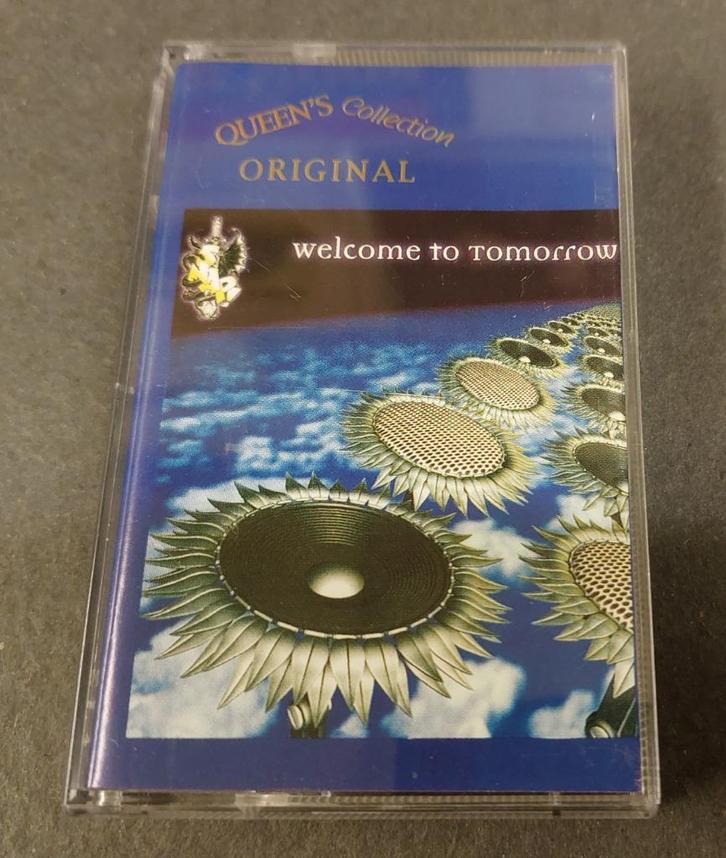 QUEEN'S Collection
ORIGINAL
welcome to tomorrow